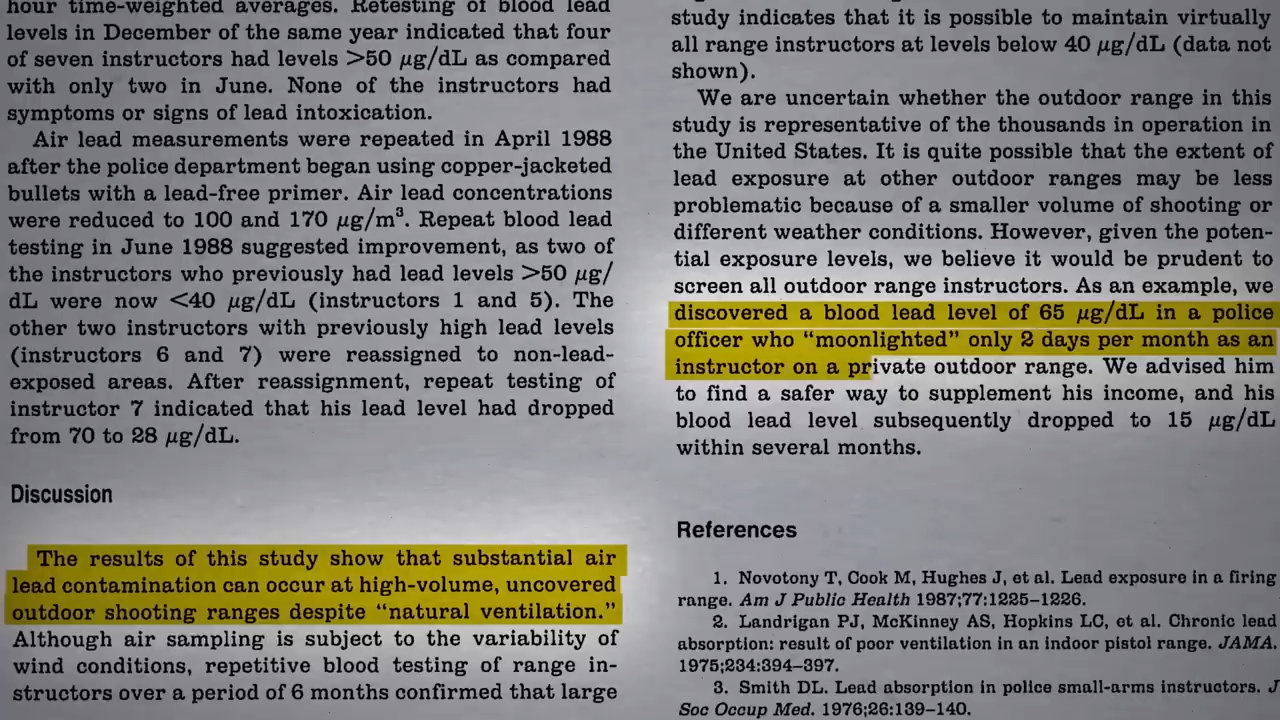 hour time-weighted averages. Retesting of blood lead
levels in December of the same year indicated that four
of seven instructors had levels >50 μg/dL as compared
with only two in June. None of the instructors had
symptoms or signs of lead intoxication.
Air lead measurements were repeated in April 1988
after the police department began using copper-jacketed
bullets with a lead-free primer. Air lead concentrations
were reduced to 100 and 170 μg/m³. Repeat blood lead
testing in June 1988 suggested improvement, as two of
the instructors who previously had lead levels >50 μg/
dL were now <40 μg/dL (instructors 1 and 5). The
other two instructors with previously high lead levels
(instructors 6 and 7) were reassigned to non-lead-
exposed areas. After reassignment, repeat testing of
instructor 7 indicated that his lead level had dropped
from 70 to 28 μg/dL.
Discussion
The results of this study show that substantial air
lead contamination can occur at high-volume, uncovered
outdoor shooting ranges despite “natural ventilation.”
Although air sampling is subject to the variability of
wind conditions, repetitive blood testing of range in-
structors over a period of 6 months confirmed that large
study indicates that it is possible to maintain virtually
all range instructors at levels below 40 μg/dL (data not
shown).
We are uncertain whether the outdoor range in this
study is representative of the thousands in operation in
the United States. It is quite possible that the extent of
lead exposure at other outdoor ranges may be less
problematic because of a smaller volume of shooting or
different weather conditions. However, given the poten-
tial exposure levels, we believe it would be prudent to
screen all outdoor range instructors. As an example, we
discovered a blood lead level of 65 μg/dL in a police
officer who “moonlighted” only 2 days per month as an
instructor on a private outdoor range. We advised him
to find a safer way to supplement his income, and his
blood lead level subsequently dropped to 15 μg/dL
within several months.
References
1. Novotony T, Cook M, Hughes J, et al. Lead exposure in a firing
range. Am J Public Health 1987;77:1225–1226.
2. Landrigan PJ, McKinney AS, Hopkins LC, et al. Chronic lead
absorption: result of poor ventilation in an indoor pistol range. JAMA.
1975;234:394–397.
3. Smith DL. Lead absorption in police small-arms instructors. J
Soc Occup Med. 1976;26:139–140.